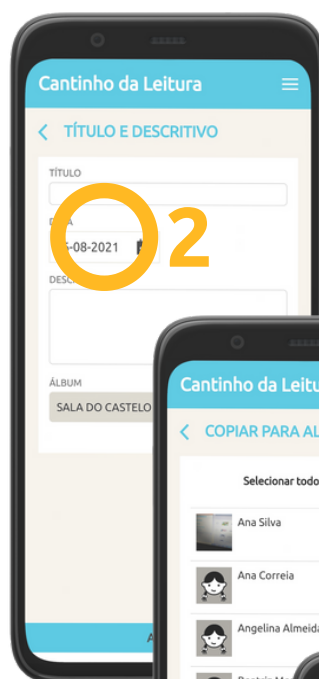 Cantinho da Leitura
TÍTULO E DESCRITIVO
TÍTULO
-08-2021
2
ÁLBUM
SALA DO CASTELO
Cantinho da Leitu
COPIAR PARA AL
Selecionar todo
Ana Silva
Ana Correia
Angelina Almeida